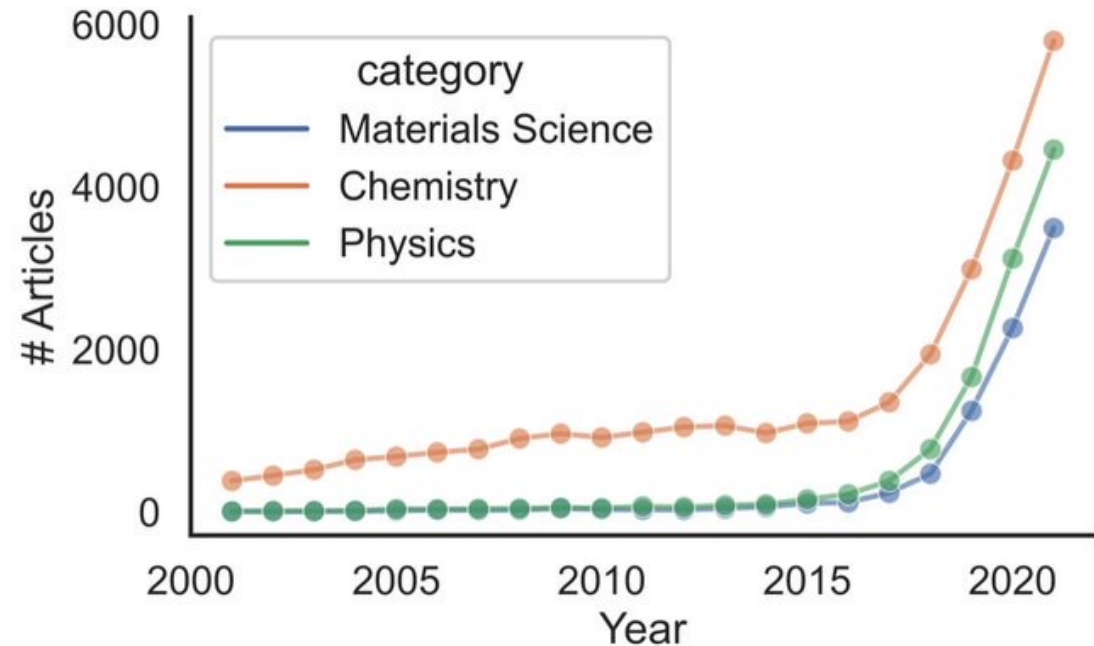 6000
category
Materials Science
Chemistry
Physics
4000
2000
0
# Articles
2000 2005 2010 2015 2020
Year